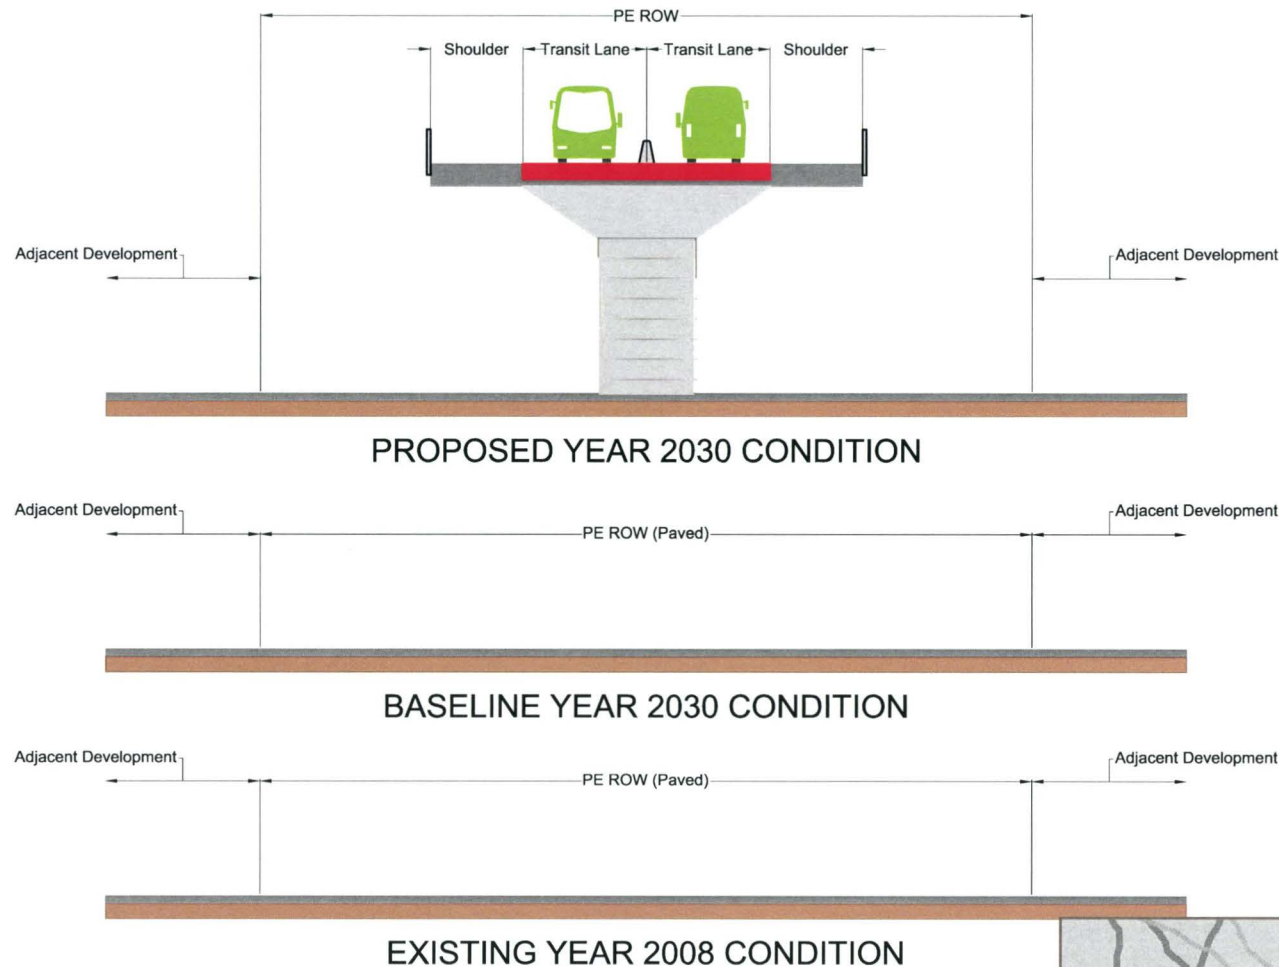 PE ROW
Shoulder Transit Lane Transit Lane Shoulder
Adjacent Development Adjacent Development
PROPOSED YEAR 2030 CONDITION
Adjacent Development Adjacent Development
PE ROW (Paved)
BASELINE YEAR 2030 CONDITION
Adjacent Development Adjacent Development
PE ROW (Paved)
EXISTING YEAR 2008 CONDITION